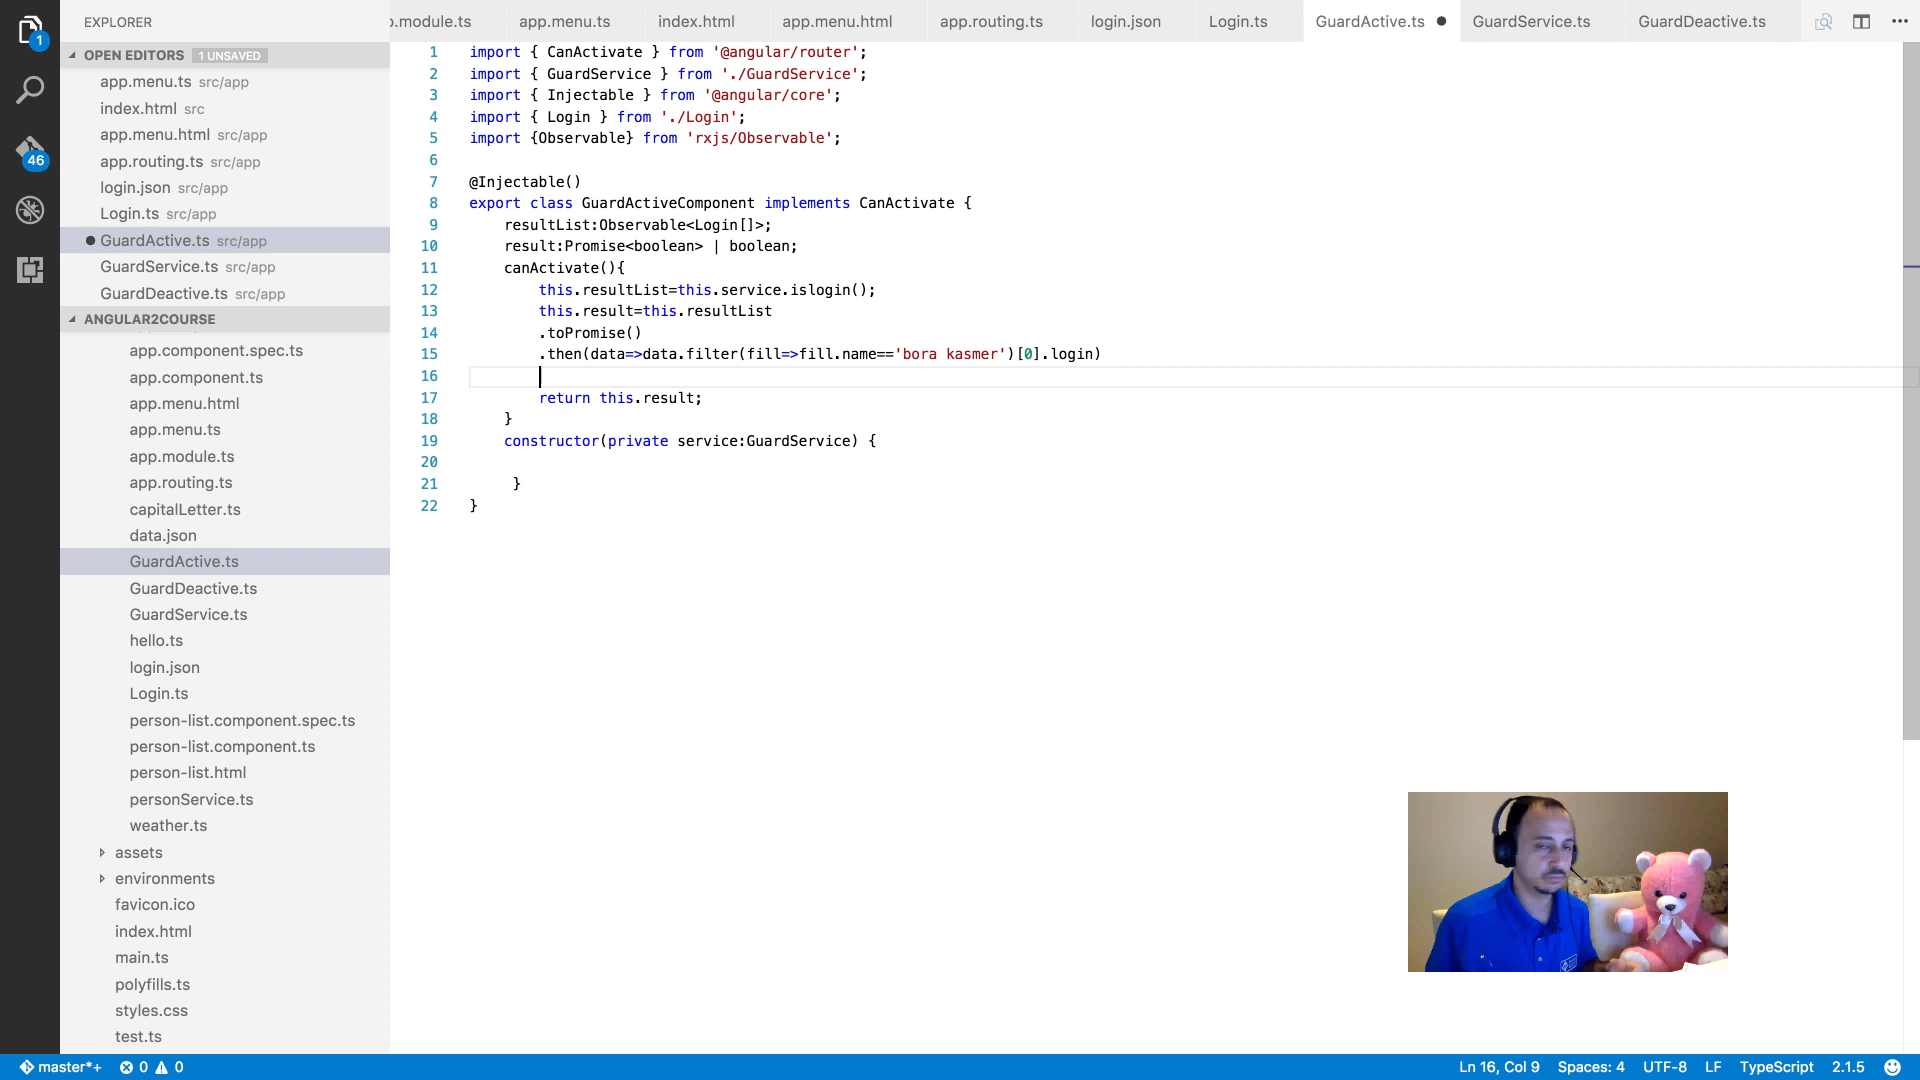 EXPLORER
.module.ts
app.menu.ts
index.html
app.menu.html
app.routing.ts
login.json
Login.ts
GuardActive.ts
GuardService.ts
GuardDeactive.ts
1
OPEN EDITORS 1 UNSAVED
app.menu.ts src/app
index.html src
app.menu.html src/app
app.routing.ts src/app
login.json src/app
Login.ts src/app
GuardActive.ts src/app
GuardService.ts src/app
GuardDeactive.ts src/app
46
ANGULAR2COURSE
app.component.spec.ts
app.component.ts
app.menu.html
app.menu.ts
app.module.ts
app.routing.ts
capitalLetter.ts
data.json
GuardActive.ts
GuardDeactive.ts
GuardService.ts
hello.ts
login.json
Login.ts
person-list.component.spec.ts
person-list.component.ts
person-list.html
personService.ts
weather.ts
assets
environments
favicon.ico
index.html
main.ts
polyfills.ts
styles.css
test.ts
1 import { CanActivate } from '@angular/router';
2 import { GuardService } from './GuardService';
3 import { Injectable } from '@angular/core';
4 import { Login } from './Login';
5 import {Observable} from 'rxjs/Observable';
6
7 @Injectable()
8 export class GuardActiveComponent implements CanActivate {
9 resultList:Observable<Login[]>;
10 result:Promise<boolean> | boolean;
11 canActivate(){
12 this.resultList=this.service.islogin();
13 this.result=this.resultList
14 .toPromise()
15 .then(data=>data.filter(fill=>fill.name=='bora kasmer')[0].login)
16
17 return this.result;
18 }
19 constructor(private service:GuardService) {
20
21 }
22 }
master*+ 0 0
Ln 16, Col 9 Spaces: 4 UTF-8 LF TypeScript 2.1.5